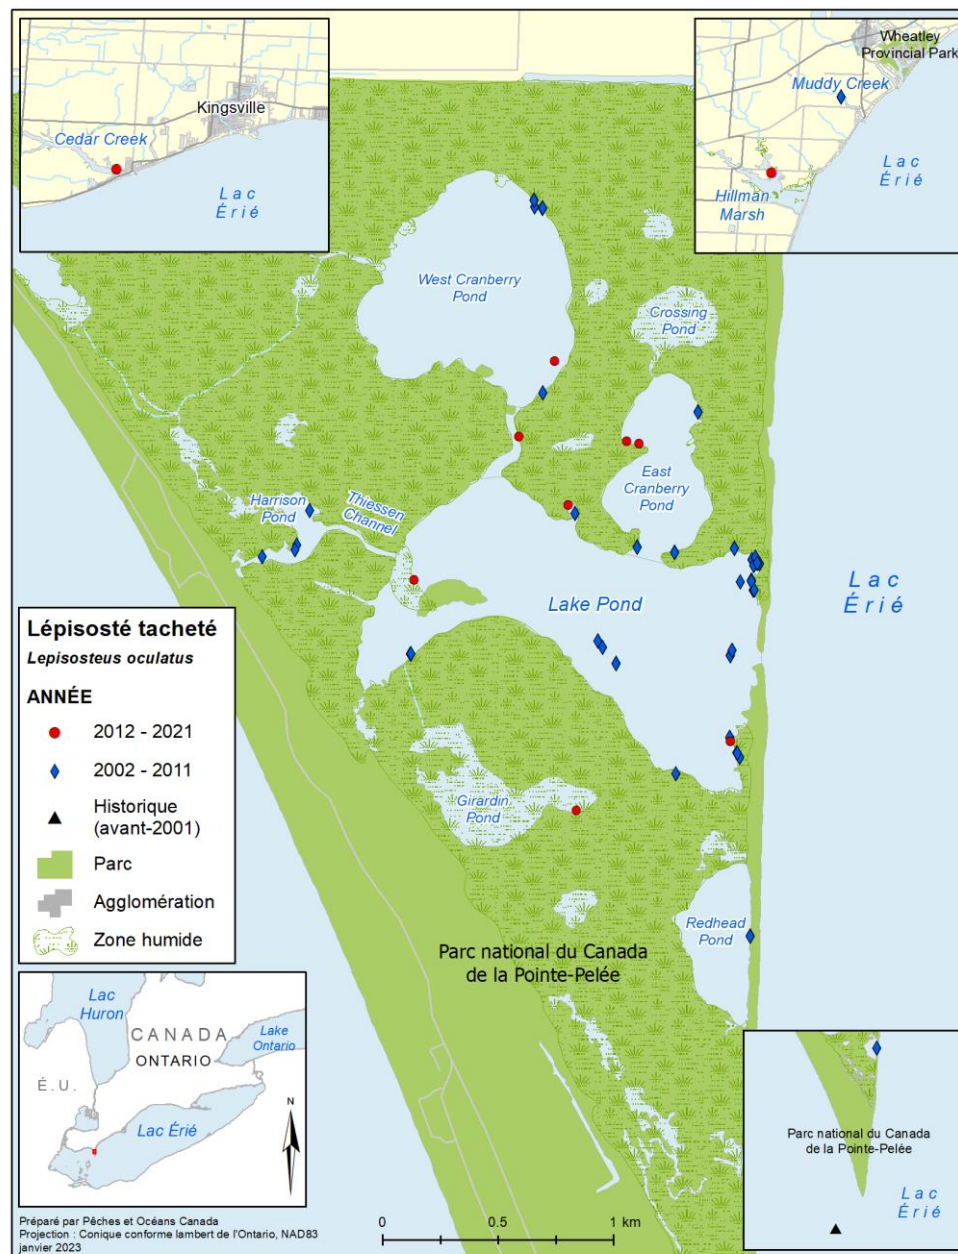 Kingsville
Cedar Creek
Lac
Érié
Wheatley
Provincial Park
Muddy Creek
Lac
Érié
Hillman
Marsh
West Cranberry
Pond
Crossing
Pond
East
Cranberry
Pond
Harrison
Pond
Thiessen
Channel
Lake Pond
Lac
Érié
Girardin
Pond
Redhead
Pond
Parc national du Canada
de la Pointe-Pelée
Lépisosté tacheté
Lepisosteus oculatus
ANNÉE
2012 - 2021
2002 - 2011
Historique
(avant-2001)
Parc
Agglomération
Zone humide
Lac
Huron
CANADA
ONTARIO
Lake
Ontario
É.U.
Lac Érié
N
Parc national du Canada
de la Pointe-Pelée
Lac
Érié
Préparé par Pêches et Océans Canada
Projection : Conique conforme lambert de l'Ontario, NAD83
janvier 2023
0 0.5 1 km